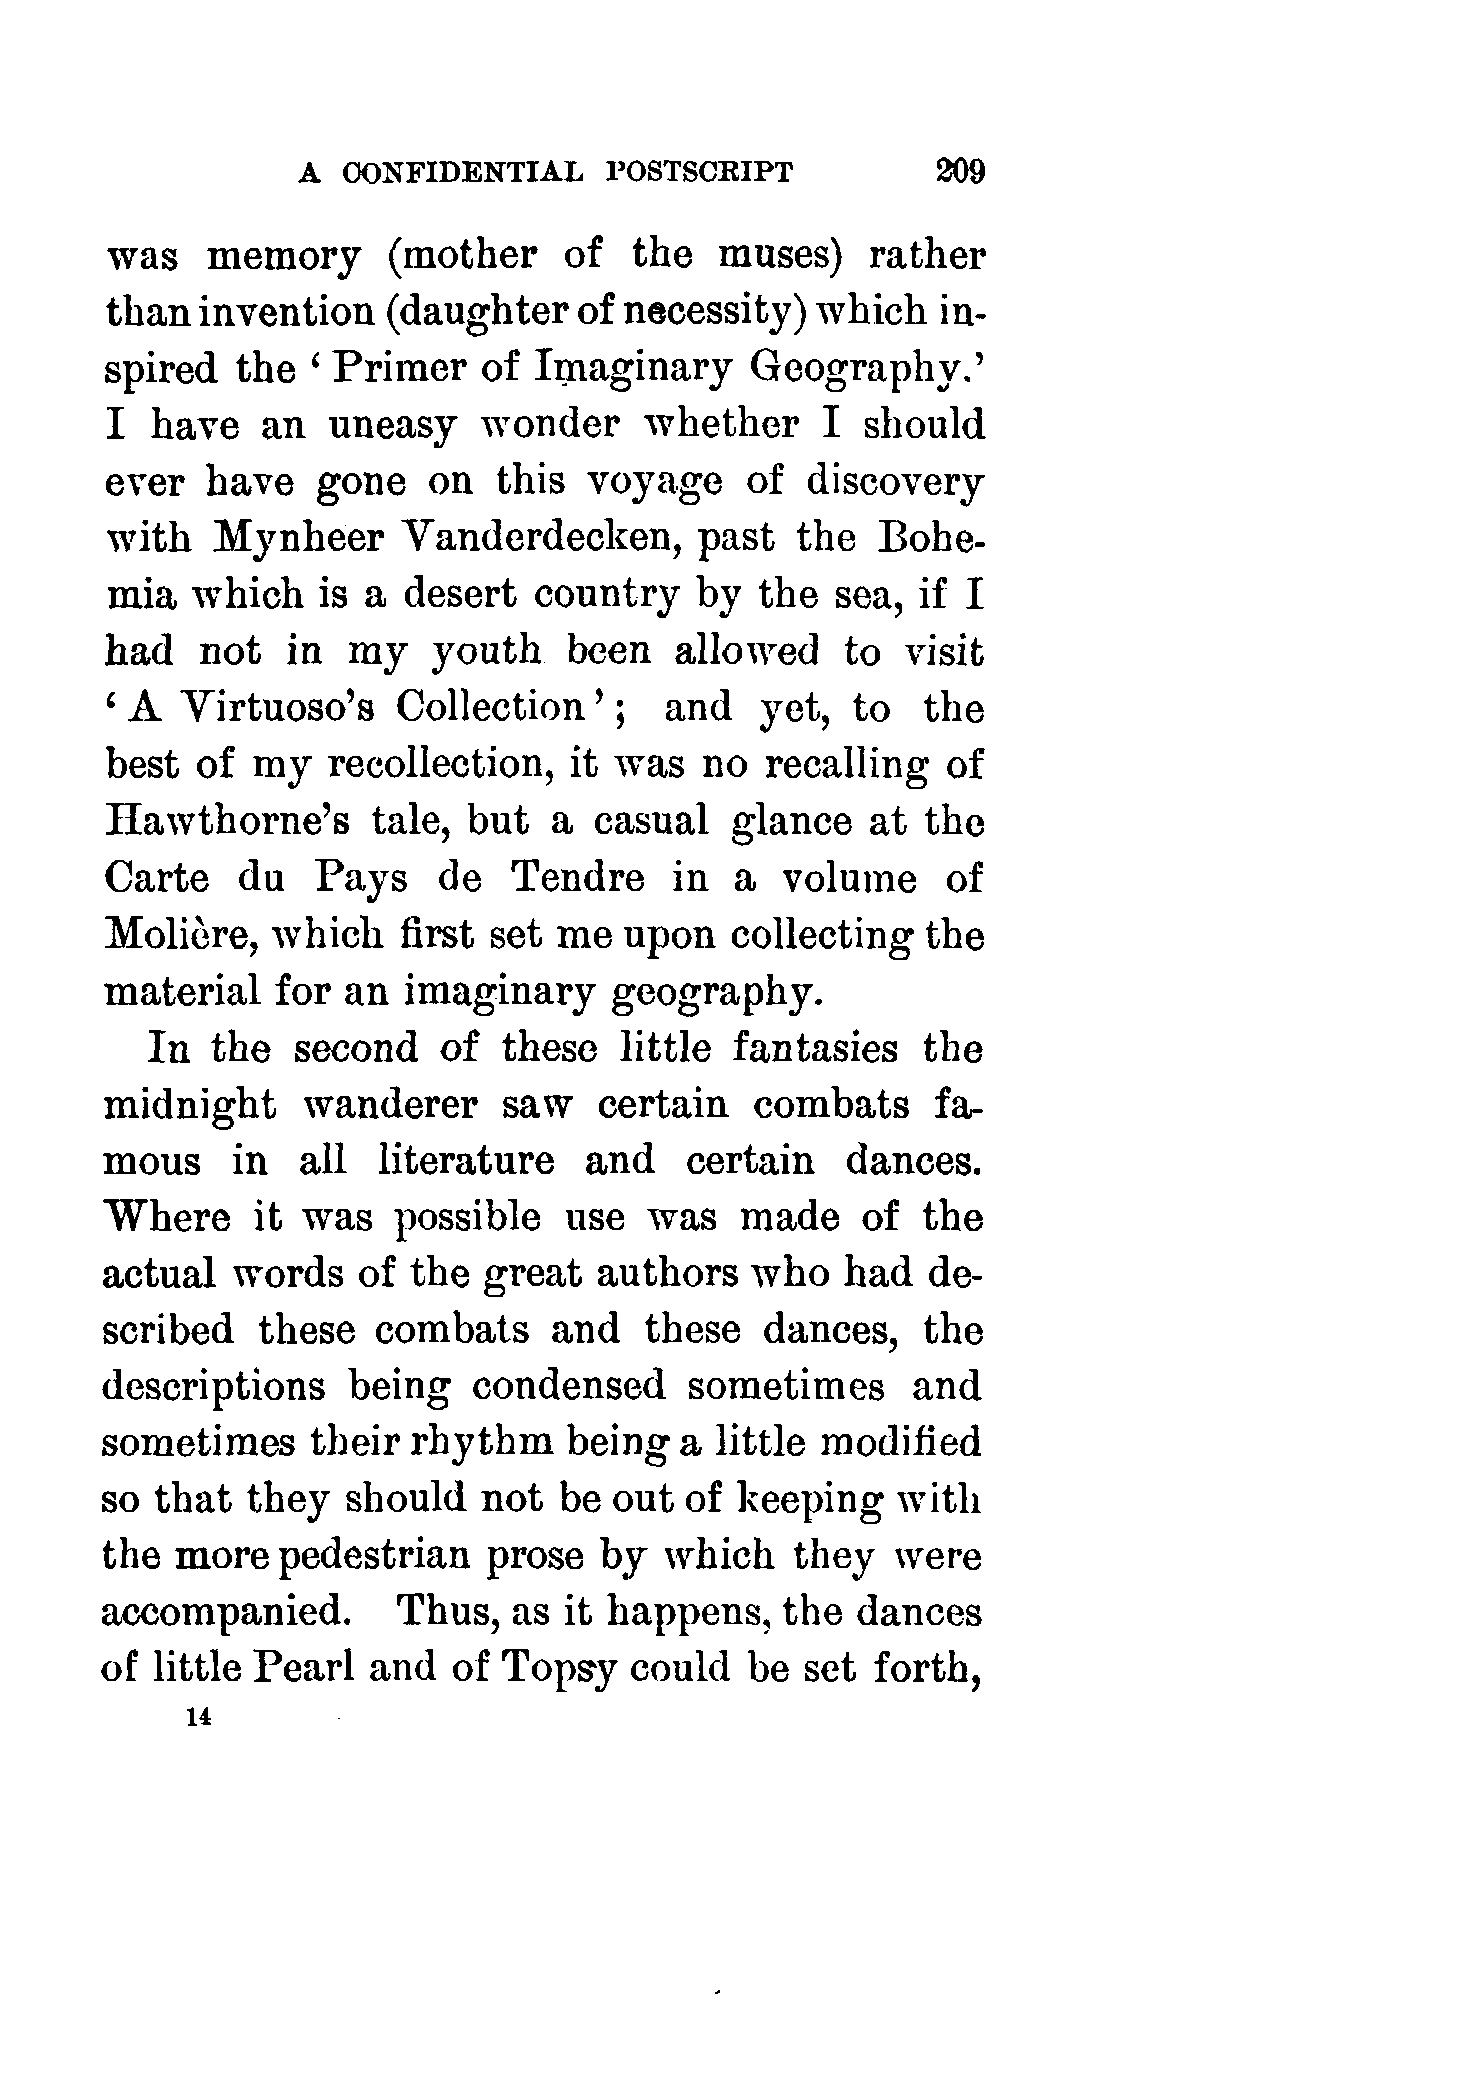 A CONFIDENTIAL POSTSCRIPT 209
was memory (mother of the muses) rather
than invention (daughter of necessity) which in-
spired the ‘ Primer of Imaginary Geography.’
I have an uneasy wonder whether I should
ever have gone on this voyage of discovery
with Mynheer Vanderdecken, past the Bohe-
mia which is a desert country by the sea, if I
had not in my youth been allowed to visit
‘ A Virtuoso’s Collection ’ ; and yet, to the
best of my recollection, it was no recalling of
Hawthorne’s tale, but a casual glance at the
Carte du Pays de Tendre in a volume of
Molière, which first set me upon collecting the
material for an imaginary geography.
In the second of these little fantasies the
midnight wanderer saw certain combats fa-
mous in all literature and certain dances.
Where it was possible use was made of the
actual words of the great authors who had de-
scribed these combats and these dances, the
descriptions being condensed sometimes and
sometimes their rhythm being a little modified
so that they should not be out of keeping with
the more pedestrian prose by which they were
accompanied. Thus, as it happens, the dances
of little Pearl and of Topsy could be set forth,
14